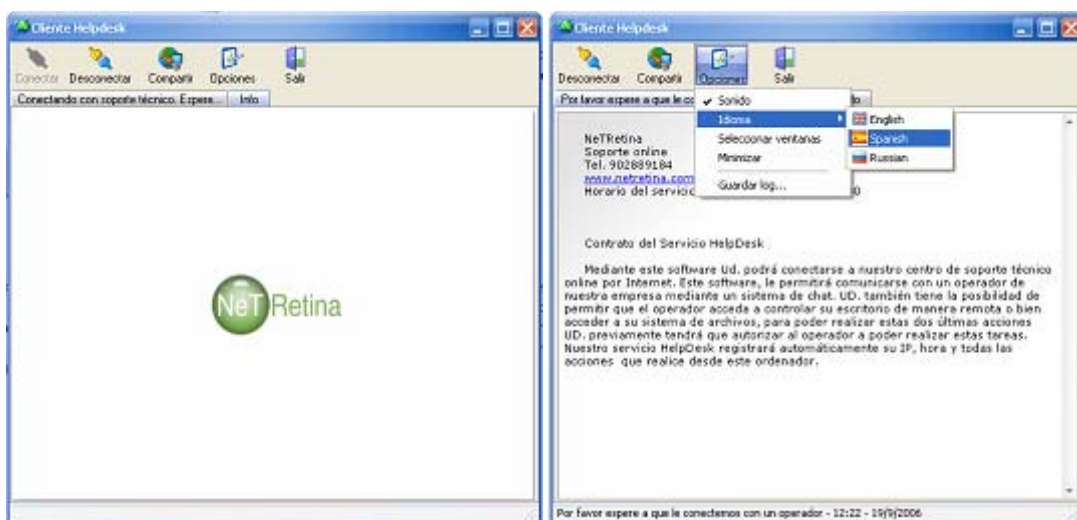 Cliente Helpdesk
Conectar Desconectar Compartir Opciones Salir
Conectando con soporte técnico. Espere... Info
NeT Retina
Cliente Helpdesk
Desconectar Compartir Opciones Salir
Por favor espere a que le co
Sonido
Idioma
Seleccionar ventanas
Minimizar
Guardar log...
English
Spanish
Russian
NeTRetina
Soporte online
Tel. 902889184
www.netretina.com
Horario del servicio
Contrato del Servicio HelpDesk
Mediante este software Ud. podrá conectarse a nuestro centro de soporte técnico
online por Internet. Este software, le permitirá comunicarse con un operador de
nuestra empresa mediante un sistema de chat. UD. también tiene la posibilidad de
permitir que el operador acceda a controlar su escritorio de manera remota o bien
acceder a su sistema de archivos, para poder realizar estas dos últimas acciones
UD. previamente tendrá que autorizar al operador a poder realizar estas tareas.
Nuestro servicio HelpDesk registrará automáticamente su IP, hora y todas las
acciones que realice desde este ordenador.
Por favor espere a que le conectemos con un operador - 12:22 - 19/9/2006